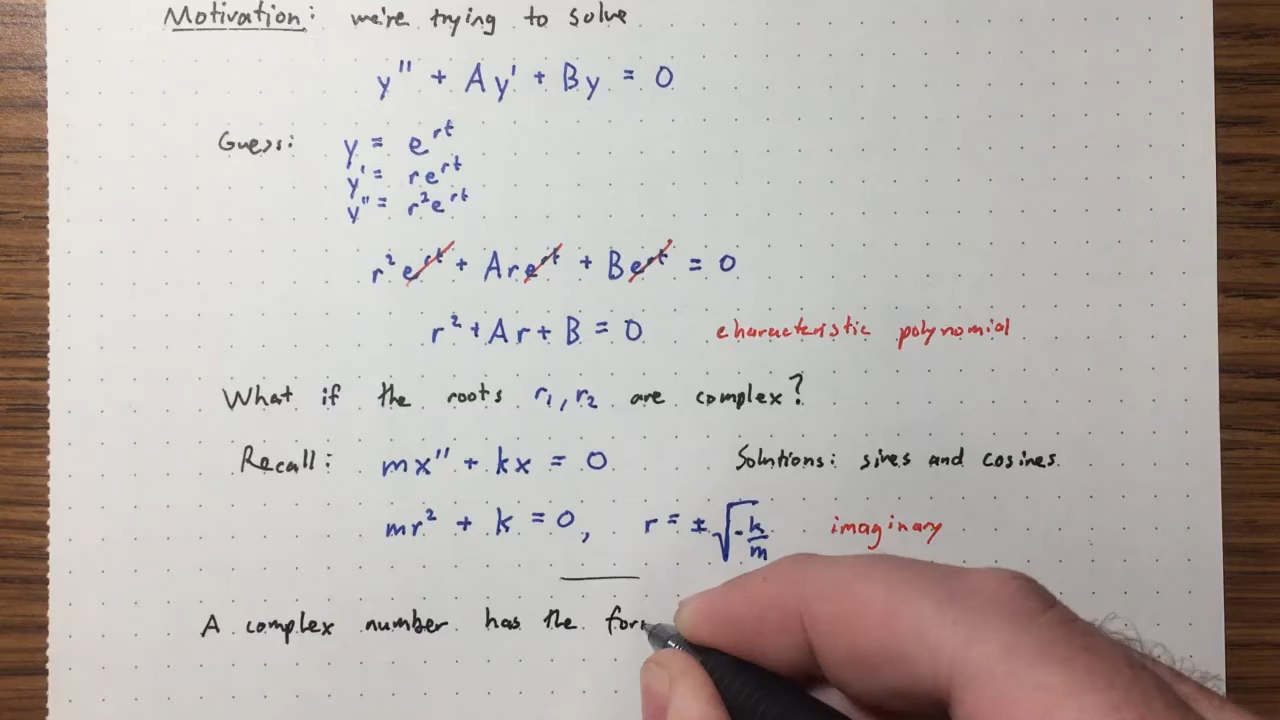 Motivation: we're trying to solve
y'' + Ay' + By = 0
Guess: y = e^{rt}
y' = re^{rt}
y'' = r^2e^{rt}
r^2e^{rt} + Are^{rt} + Be^{rt} = 0
r^2 + Ar + B = 0 characteristic polynomial
What if the roots r_1, r_2 are complex?
Recall: mx'' + kx = 0 Solutions: sines and cosines.
mr^2 + k = 0, r = ±√(-k/m) imaginary
A complex number has the for